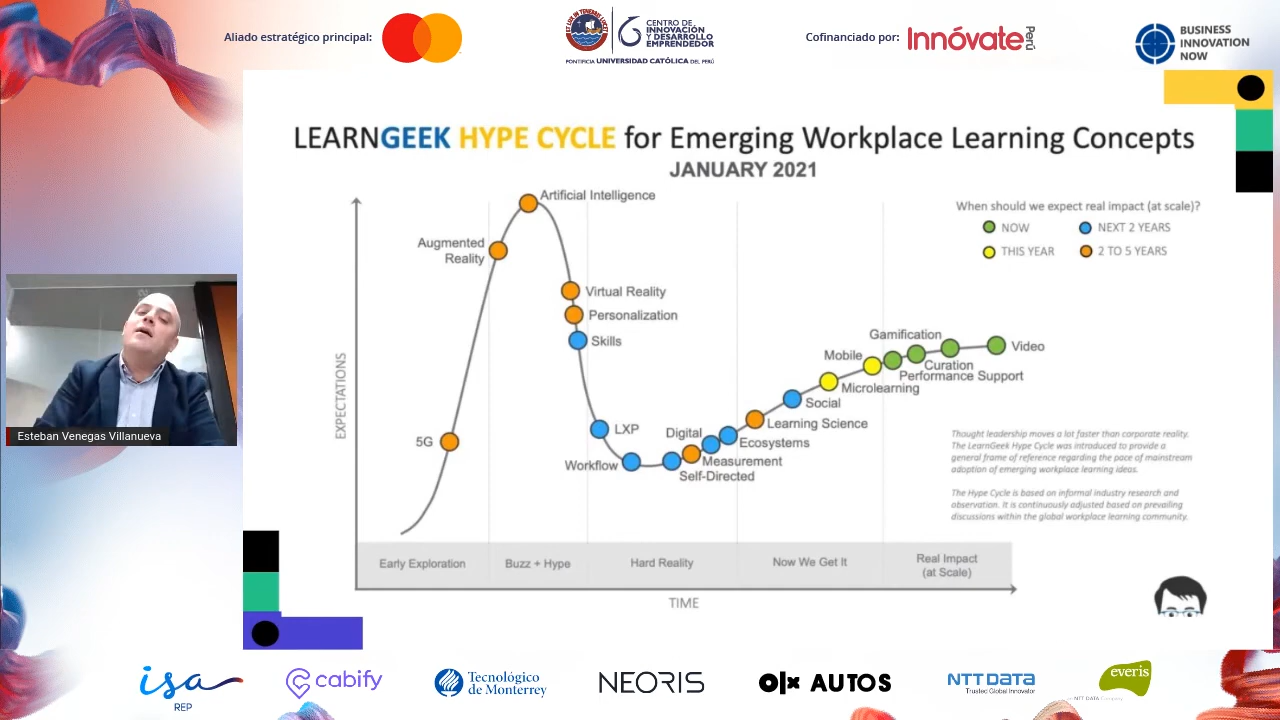 Aliado estratégico principal:
CENTRO DE
INNOVACIÓN
Y DESARROLLO
EMPRENDEDOR
PONTIFICIA UNIVERSIDAD CATÓLICA DEL PERÚ
Cofinanciado por:
Innóvate Perú
BUSINESS
INNOVATION
NOW
LEARNGEEK HYPE CYCLE for Emerging Workplace Learning Concepts
JANUARY 2021
When should we expect real impact (at scale)?
NOW
NEXT 2 YEARS
THIS YEAR
2 TO 5 YEARS
EXPECTATIONS
Artificial Intelligence
Augmented
Reality
Virtual Reality
Personalization
Skills
5G
LXP
Workflow
Digital
Self-Directed
Measurement
Ecosystems
Learning Science
Social
Microlearning
Mobile
Performance Support
Curation
Gamification
Video
Thought leadership moves a lot faster than corporate reality.
The LearnGeek Hype Cycle was introduced to provide a
general frame of reference regarding the pace of mainstream
adoption of emerging workplace learning ideas.
The Hype Cycle is based on informal industry research and
observation. It is continuously adjusted based on prevailing
discussions within the global workplace learning community.
Early Exploration
Buzz + Hype
Hard Reality
Now We Get It
Real Impact
(at Scale)
TIME
Esteban Venegas Villanueva
isa
REP
cabify
Tecnológico
de Monterrey
NEORIS
olx AUTOS
NTT DATA
Trusted Global Innovator
everis
an NTT DATA Company